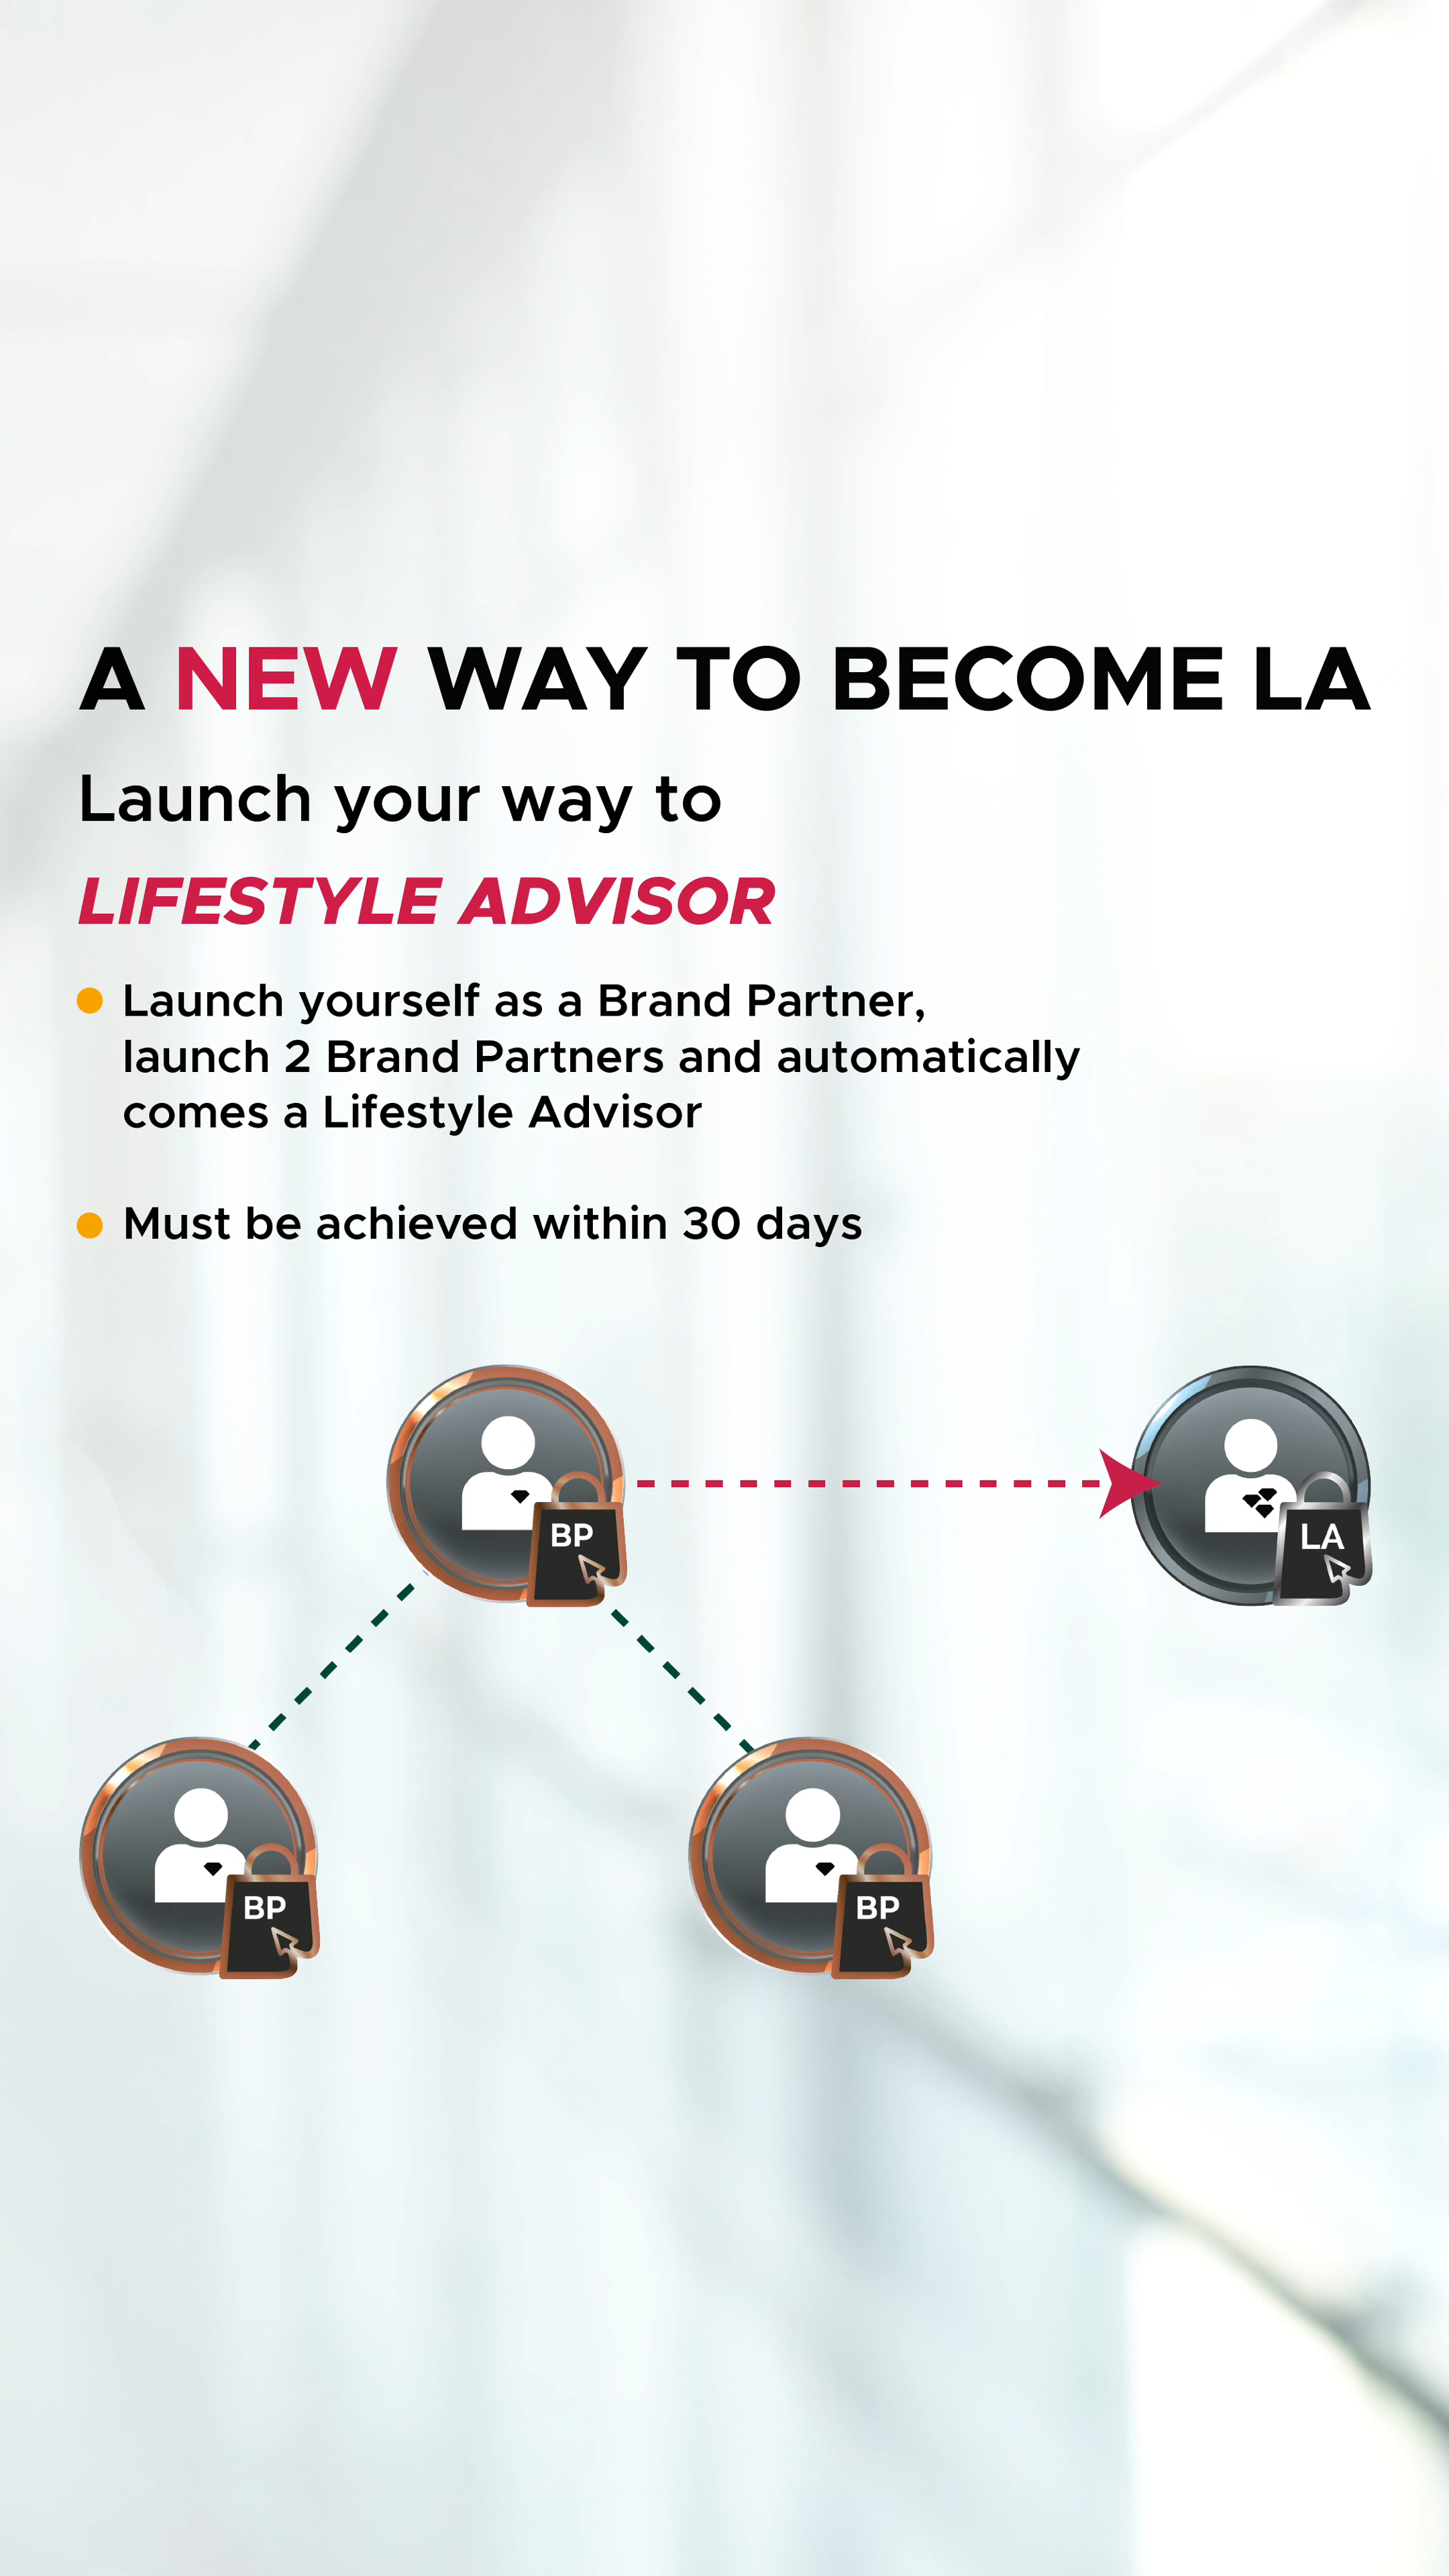 A NEW WAY TO BECOME LA
Launch your way to
LIFESTYLE ADVISOR
Launch yourself as a Brand Partner,
launch 2 Brand Partners and automatically
comes a Lifestyle Advisor
Must be achieved within 30 days
BP
LA
BP
BP